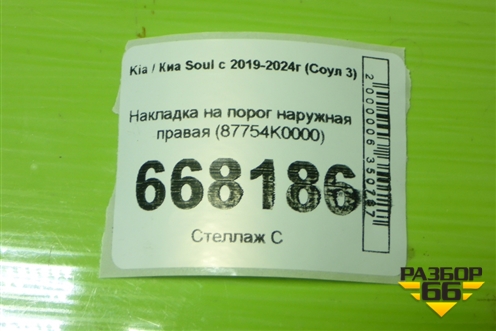 Kia / Киа Soul с 2019-2024г (Соул 3)
Накладка на порог наружная
правая (87754K0000)
668186
Стеллаж С
РАЗБОР
66